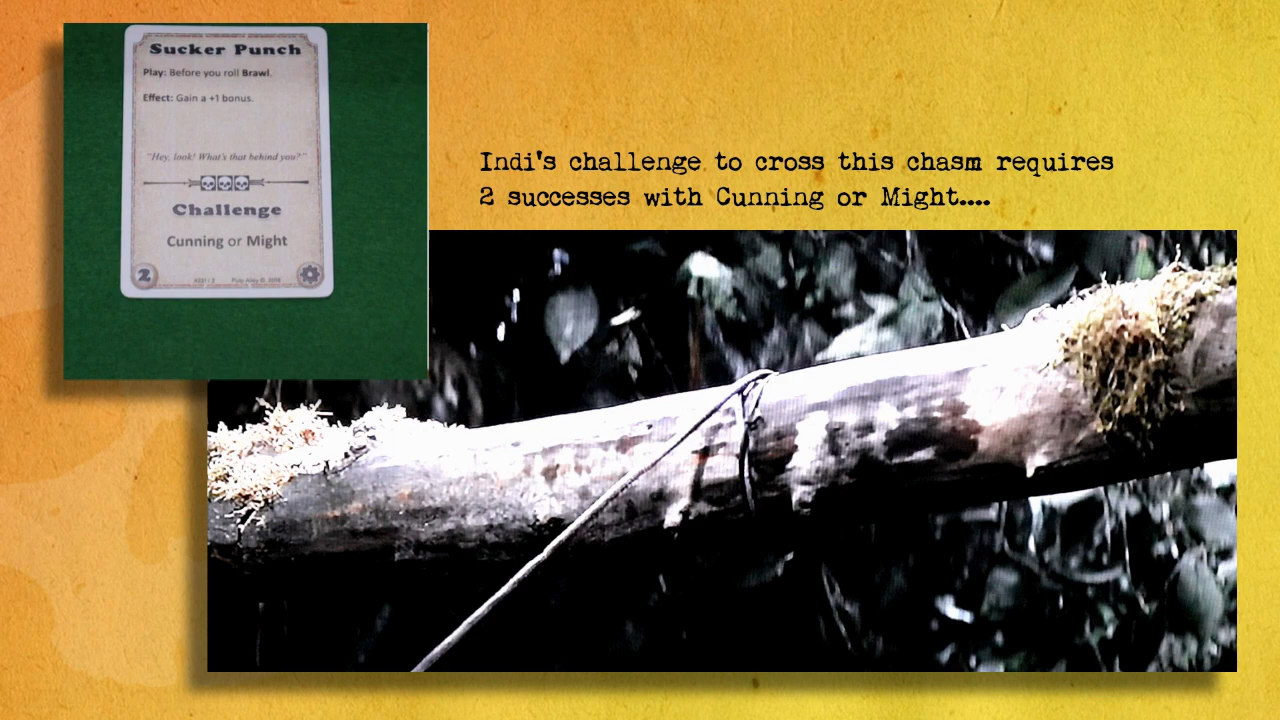 Sucker Punch
Play: Before you roll Brawl.
Effect: Gain a +1 bonus.
"Hey, look! What's that behind you?"
Challenge
Cunning or Might
2
Indi's challenge to cross this chasm requires
2 successes with Cunning or Might....